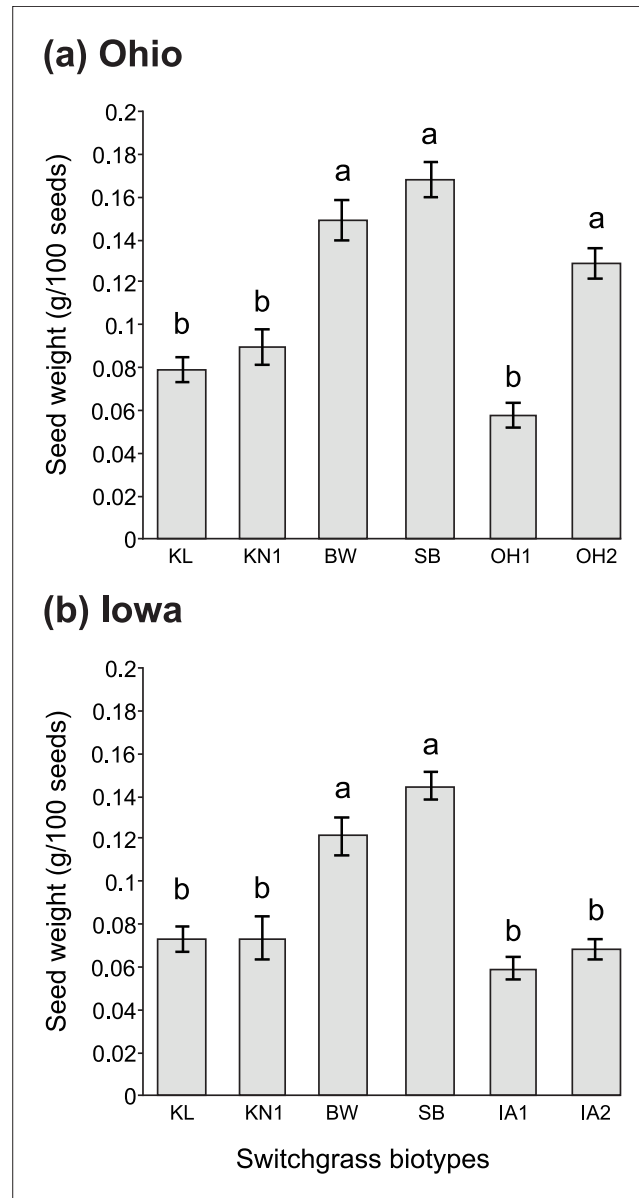 (a) Ohio
Seed weight (g/100 seeds)
0.2
0.18
0.16
0.14
0.12
0.1
0.08
0.06
0.04
0.02
0
b b a a b a
KL KN1 BW SB OH1 OH2
(b) Iowa
Seed weight (g/100 seeds)
0.2
0.18
0.16
0.14
0.12
0.1
0.08
0.06
0.04
0.02
0
b b a a b b
KL KN1 BW SB IA1 IA2
Switchgrass biotypes